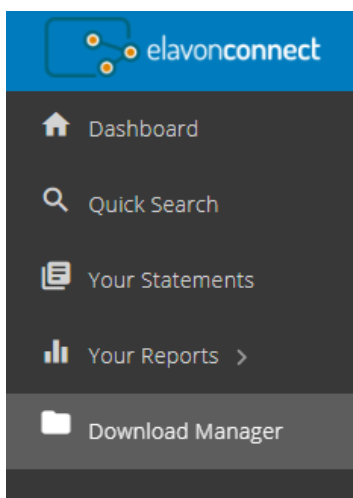 elavonconnect
Dashboard
Quick Search
Your Statements
Your Reports >
Download Manager